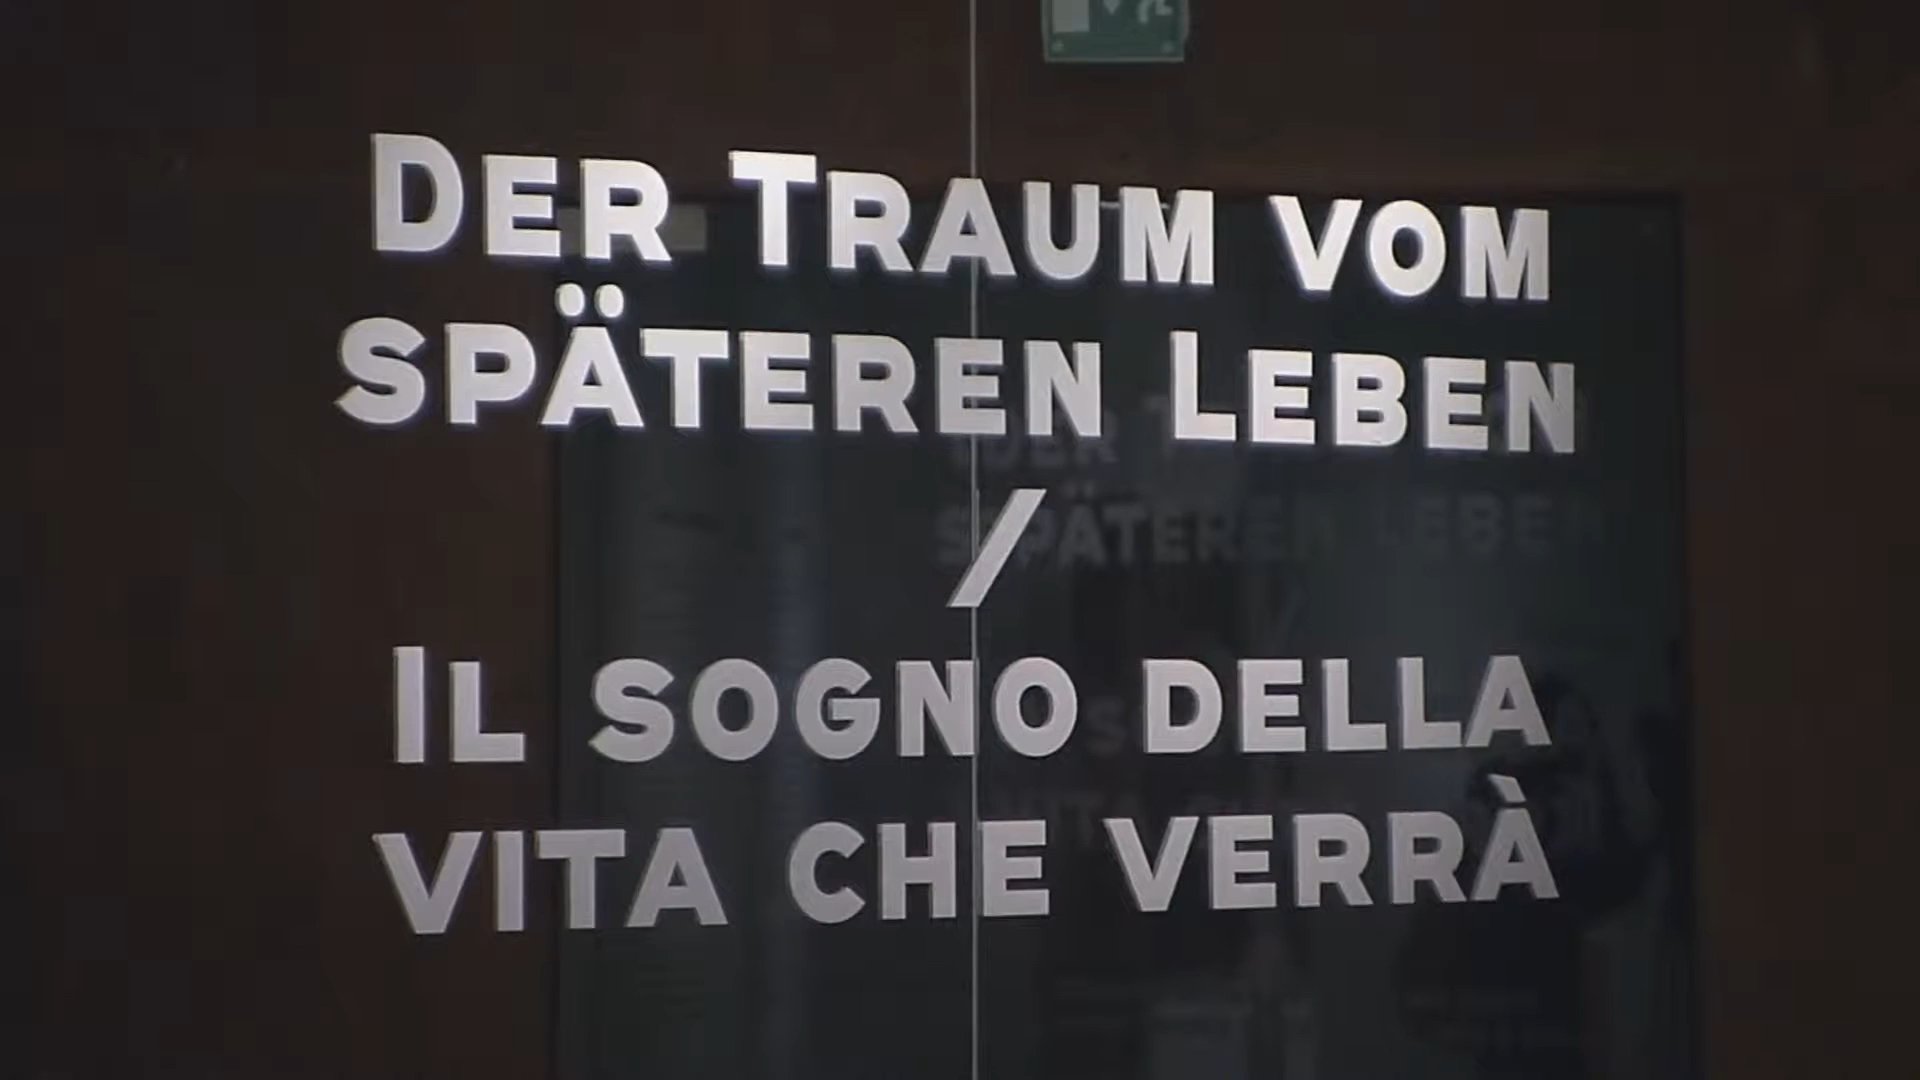 DER TRAUM VOM
SPÄTEREN LEBEN
/
IL SOGNO DELLA
VITA CHE VERRÀ